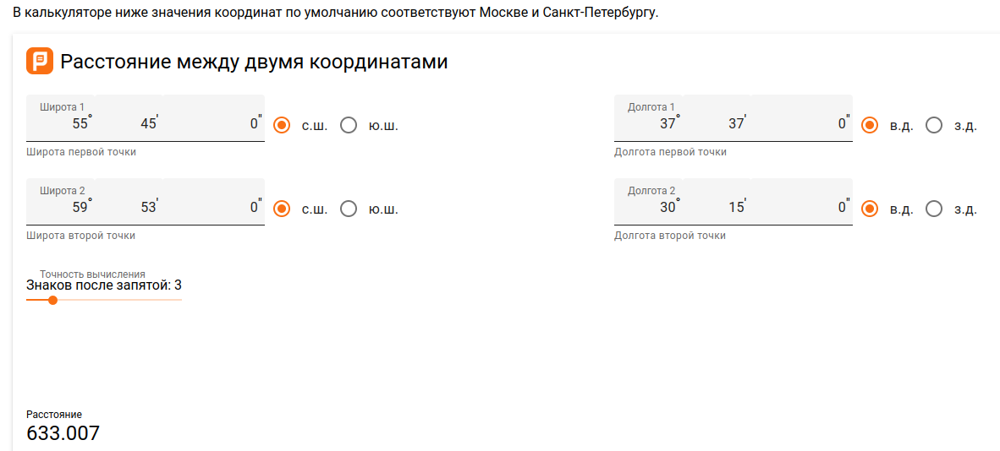 В калькуляторе ниже значения координат по умолчанию соответствуют Москве и Санкт-Петербургу.
Расстояние между двумя координатами
Широта 1
55° 45' 0" с.ш. ю.ш.
Широта первой точки
Долгота 1
37° 37' 0" в.д. з.д.
Долгота первой точки
Широта 2
59° 53' 0" с.ш. ю.ш.
Широта второй точки
Долгота 2
30° 15' 0" в.д. з.д.
Долгота второй точки
Точность вычисления
Знаков после запятой: 3
Расстояние
633.007